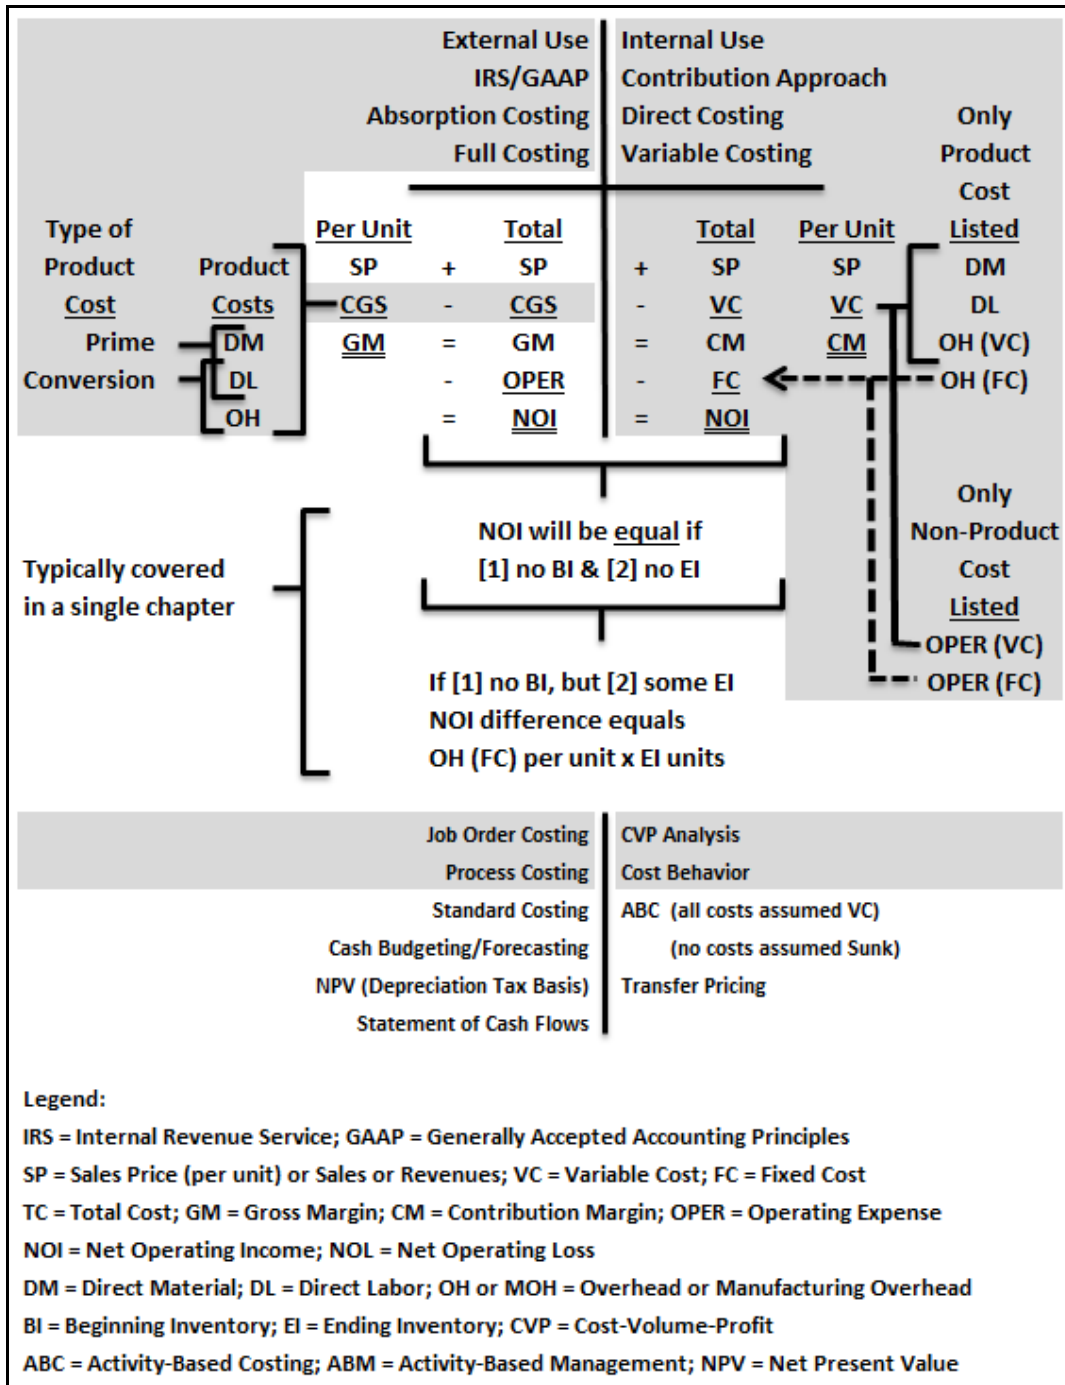 External Use Internal Use
IRS/GAAP Contribution Approach
Absorption Costing Direct Costing Only
Full Costing Variable Costing Product
Cost
Type of Per Unit Total Total Per Unit Listed
Product Product SP + SP + SP SP DM
Cost Costs CGS - CGS - VC VC DL
Prime DM GM = GM = CM CM OH (VC)
Conversion DL - OPER - FC OH (FC)
OH = NOI = NOI
Only
NOI will be equal if Non-Product
Typically covered [1] no BI & [2] no EI Cost
in a single chapter Listed
OPER (VC)
If [1] no BI, but [2] some EI OPER (FC)
NOI difference equals
OH (FC) per unit x EI units
Job Order Costing CVP Analysis
Process Costing Cost Behavior
Standard Costing ABC (all costs assumed VC)
Cash Budgeting/Forecasting (no costs assumed Sunk)
NPV (Depreciation Tax Basis) Transfer Pricing
Statement of Cash Flows
Legend:
IRS = Internal Revenue Service; GAAP = Generally Accepted Accounting Principles
SP = Sales Price (per unit) or Sales or Revenues; VC = Variable Cost; FC = Fixed Cost
TC = Total Cost; GM = Gross Margin; CM = Contribution Margin; OPER = Operating Expense
NOI = Net Operating Income; NOL = Net Operating Loss
DM = Direct Material; DL = Direct Labor; OH or MOH = Overhead or Manufacturing Overhead
BI = Beginning Inventory; EI = Ending Inventory; CVP = Cost-Volume-Profit
ABC = Activity-Based Costing; ABM = Activity-Based Management; NPV = Net Present Value